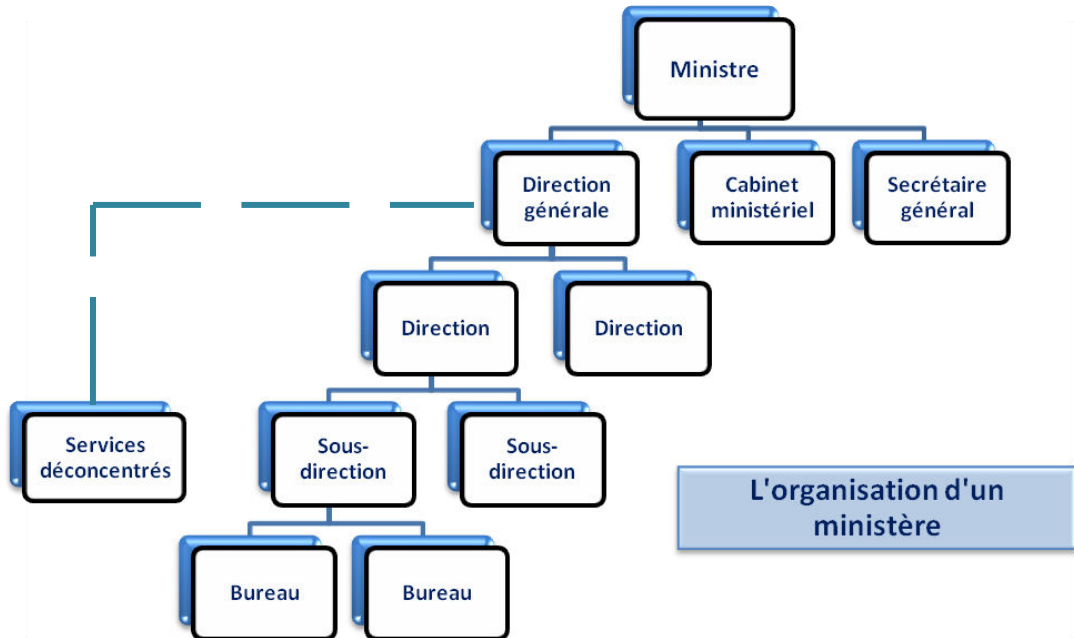 Ministre
Direction
générale
Cabinet
ministériel
Secrétaire
général
Direction
Direction
Services
déconcentrés
Sous-
direction
Sous-
direction
L'organisation d'un
ministère
Bureau
Bureau